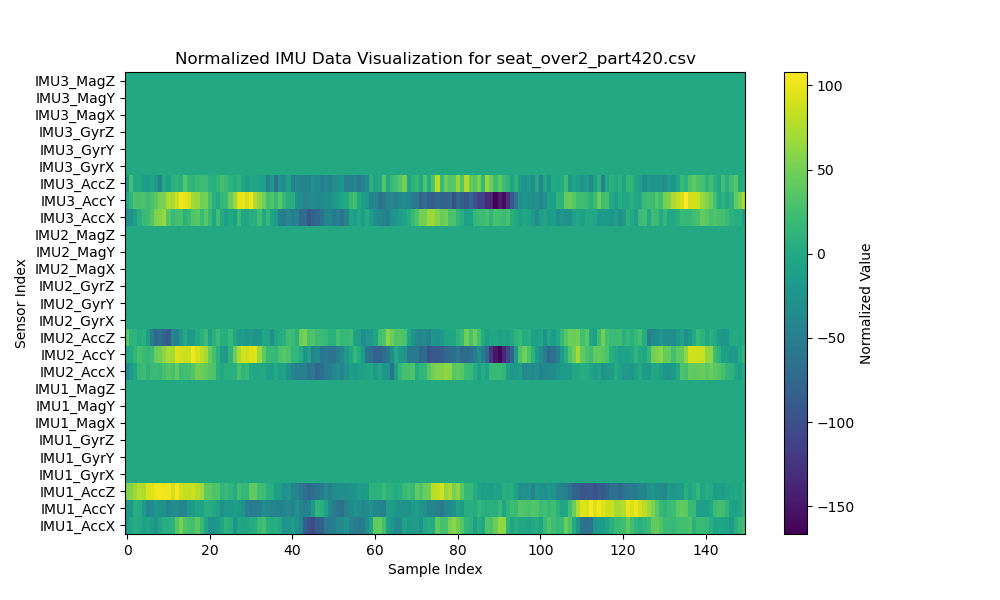 Normalized IMU Data Visualization for seat_over2_part420.csv
IMU3_MagZ
IMU3_MagY
IMU3_MagX
IMU3_GyrZ
IMU3_GyrY
IMU3_GyrX
IMU3_AccZ
IMU3_AccY
IMU3_AccX
IMU2_MagZ
IMU2_MagY
IMU2_MagX
IMU2_GyrZ
IMU2_GyrY
IMU2_GyrX
IMU2_AccZ
IMU2_AccY
IMU2_AccX
IMU1_MagZ
IMU1_MagY
IMU1_MagX
IMU1_GyrZ
IMU1_GyrY
IMU1_GyrX
IMU1_AccZ
IMU1_AccY
IMU1_AccX
Sensor Index
0 20 40 60 80 100 120 140
Sample Index
100
50
0
−50
−100
−150
Normalized Value